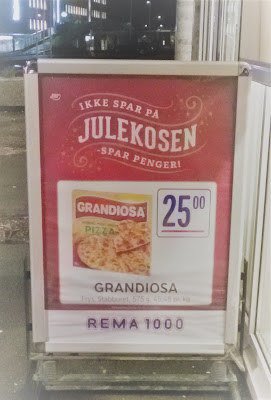 IKKE SPAR PÅ
JULEKOSEN
-SPAR PENGER!
GRANDIOSA
PIZZA
25 00
GRANDIOSA
REMA 1000